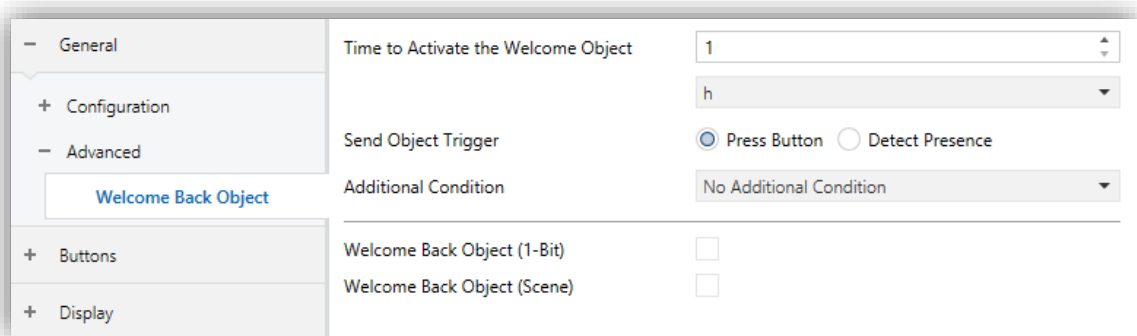 General
Configuration
Advanced
Welcome Back Object
Buttons
Display
Time to Activate the Welcome Object
1
h
Send Object Trigger
Press Button
Detect Presence
Additional Condition
No Additional Condition
Welcome Back Object (1-Bit)
Welcome Back Object (Scene)